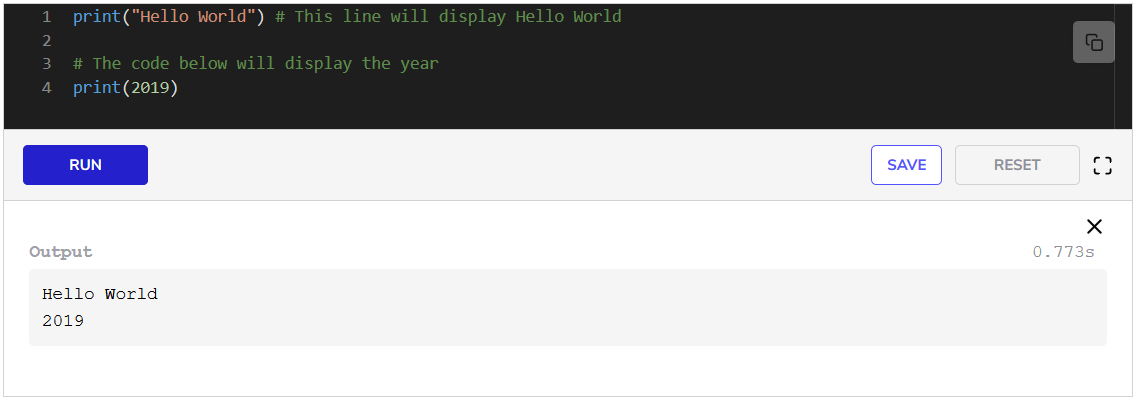 1 print("Hello World") # This line will display Hello World
2
3 # The code below will display the year
4 print(2019)
RUN SAVE RESET
Output 0.773s
Hello World
2019